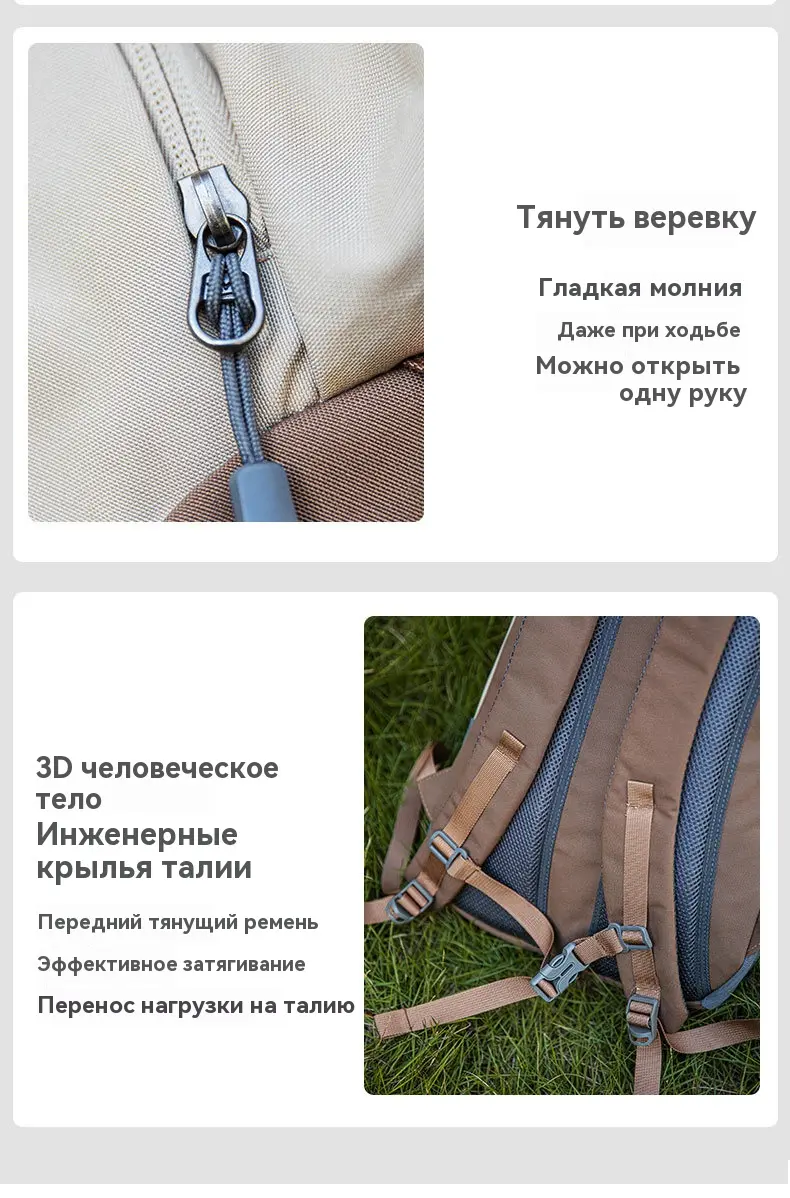 Тянуть веревку
Гладкая молния
Даже при ходьбе
Можно открыть
одну руку
3D человеческое
тело
Инженерные
крылья талии
Передний тянущий ремень
Эффективное затягивание
Перенос нагрузки на талию